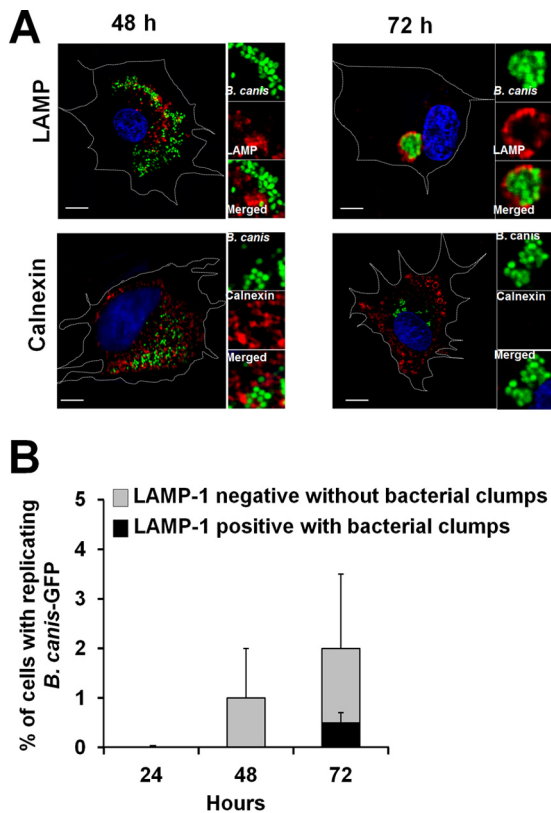 A
48 h
72 h
LAMP
B. canis
LAMP
Merged
B. canis
LAMP
Merged
Calnexin
B. canis
Calnexin
Merged
B. canis
Calnexin
Merged
B
LAMP-1 negative without bacterial clumps
LAMP-1 positive with bacterial clumps
% of cells with replicating
B. canis-GFP
5
4
3
2
1
0
24
48
72
Hours